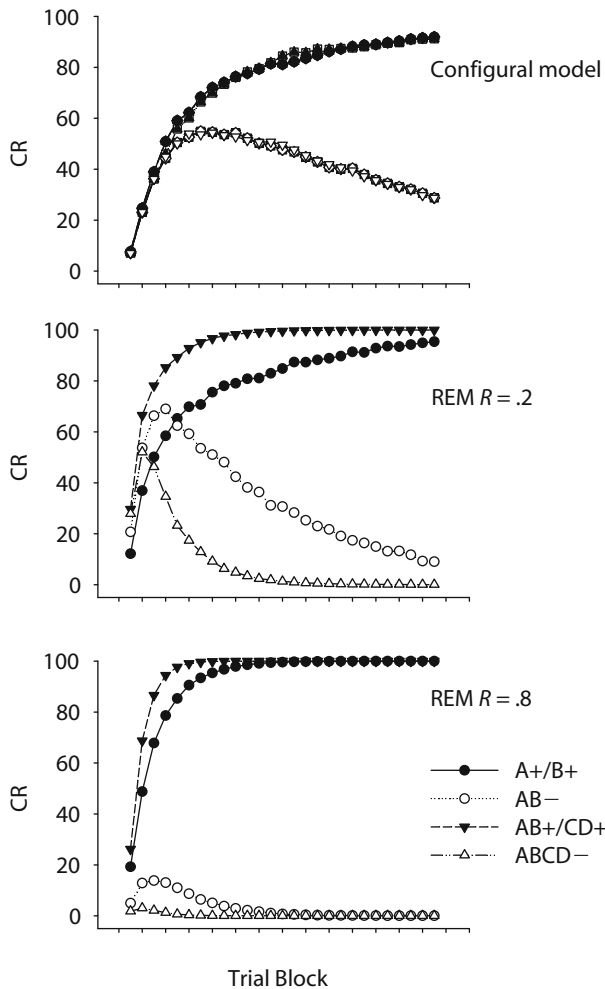 100
80
60
40
20
0
CR
Configural model
100
80
60
40
20
0
CR
REM R = .2
100
80
60
40
20
0
CR
REM R = .8
A+/B+
AB−
AB+/CD+
ABCD−
Trial Block